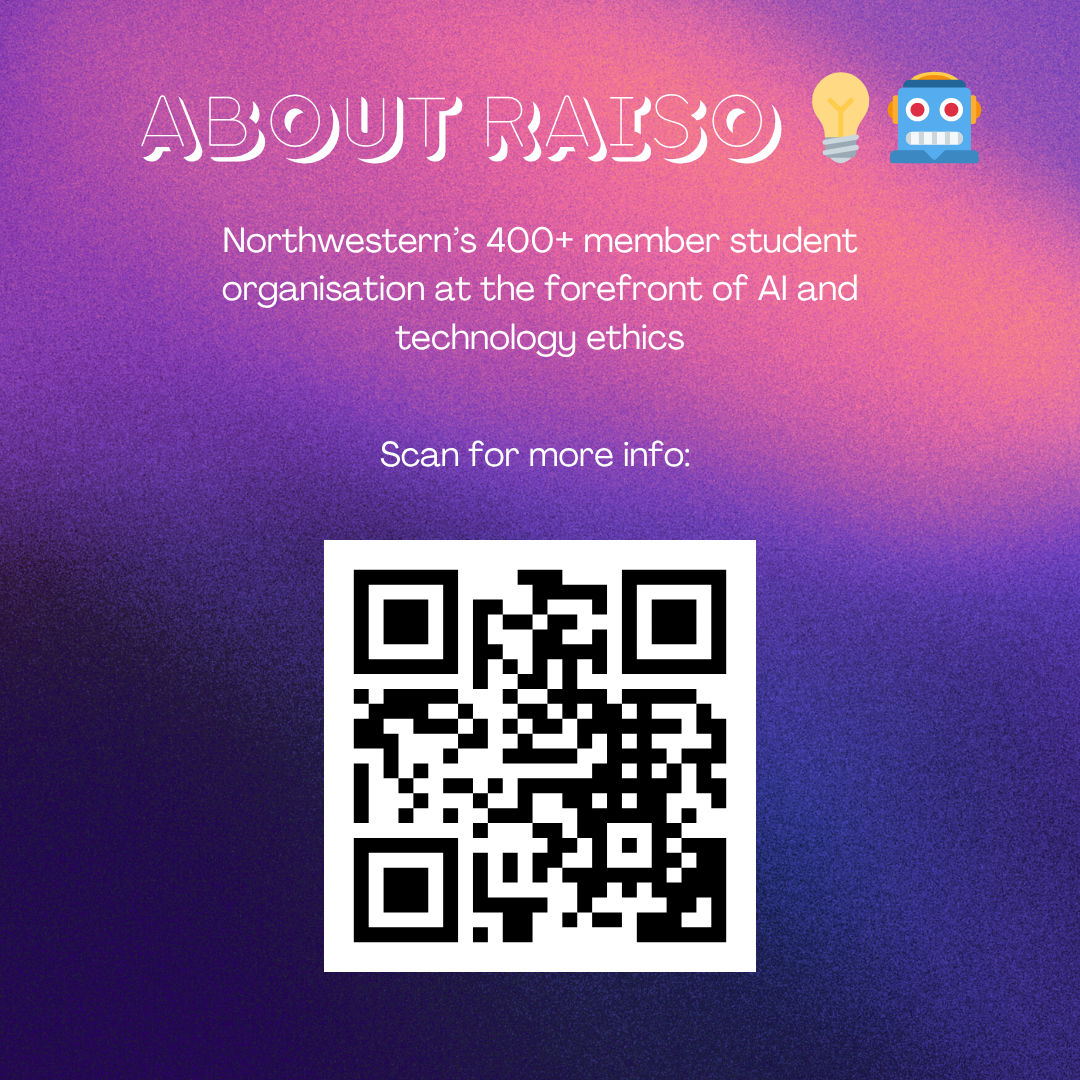 ABOUT RAISO
Northwestern’s 400+ member student
organisation at the forefront of AI and
technology ethics
Scan for more info: